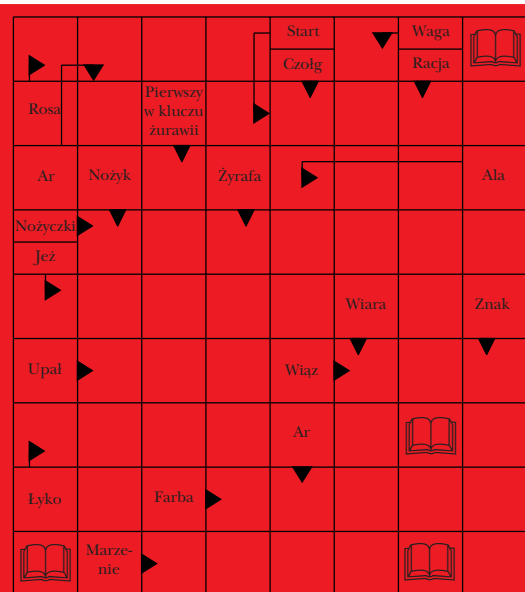 Start
Waga
Czołg
Racja
Rosa
Pierwszy
w kluczu
żurawii
Ar
Nożyk
Żyrafa
Ala
Nożyczki
Jeż
Wiara
Znak
Upał
Wiąz
Ar
Łyko
Farba
Marze-
nie